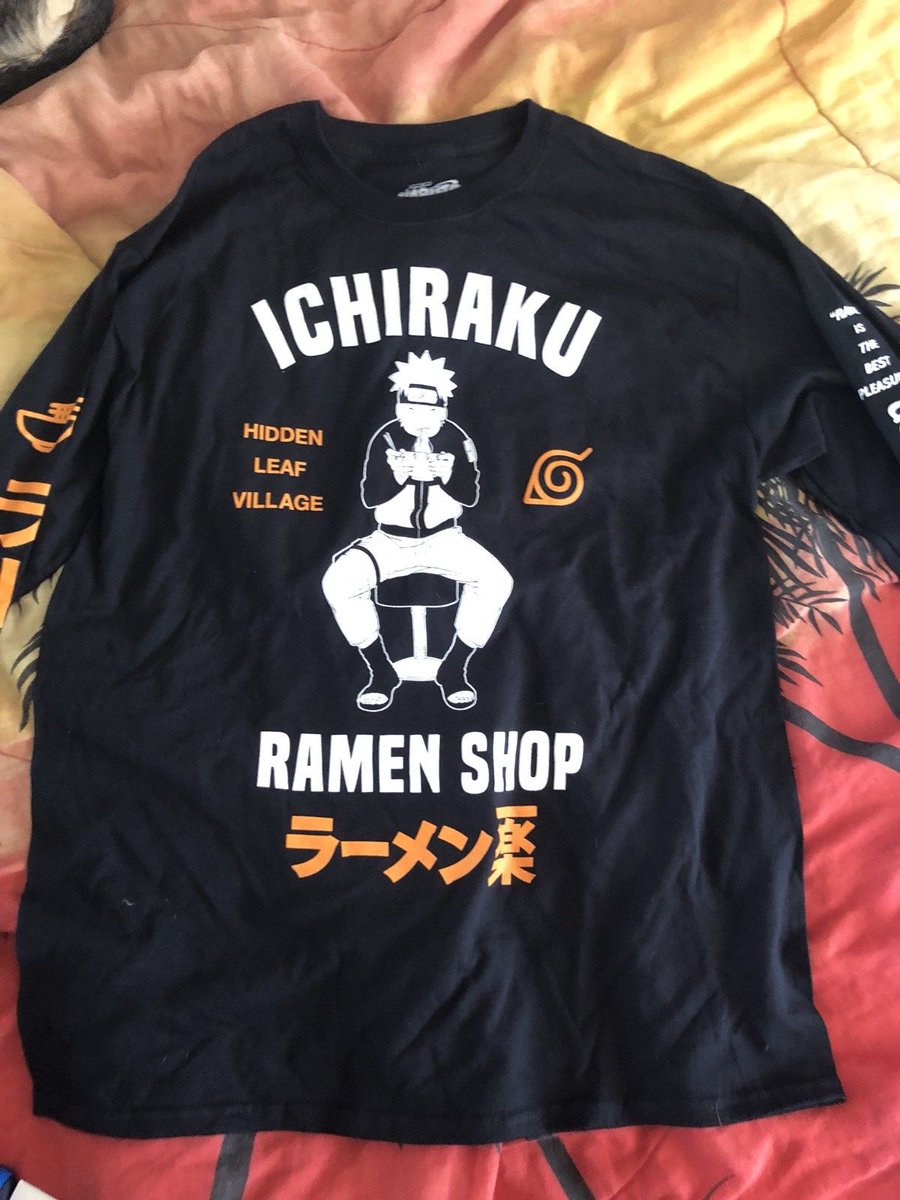 ICHIRAKU
HIDDEN
LEAF
VILLAGE
RAMEN SHOP
ラーメン一楽
IS
THE
BEST